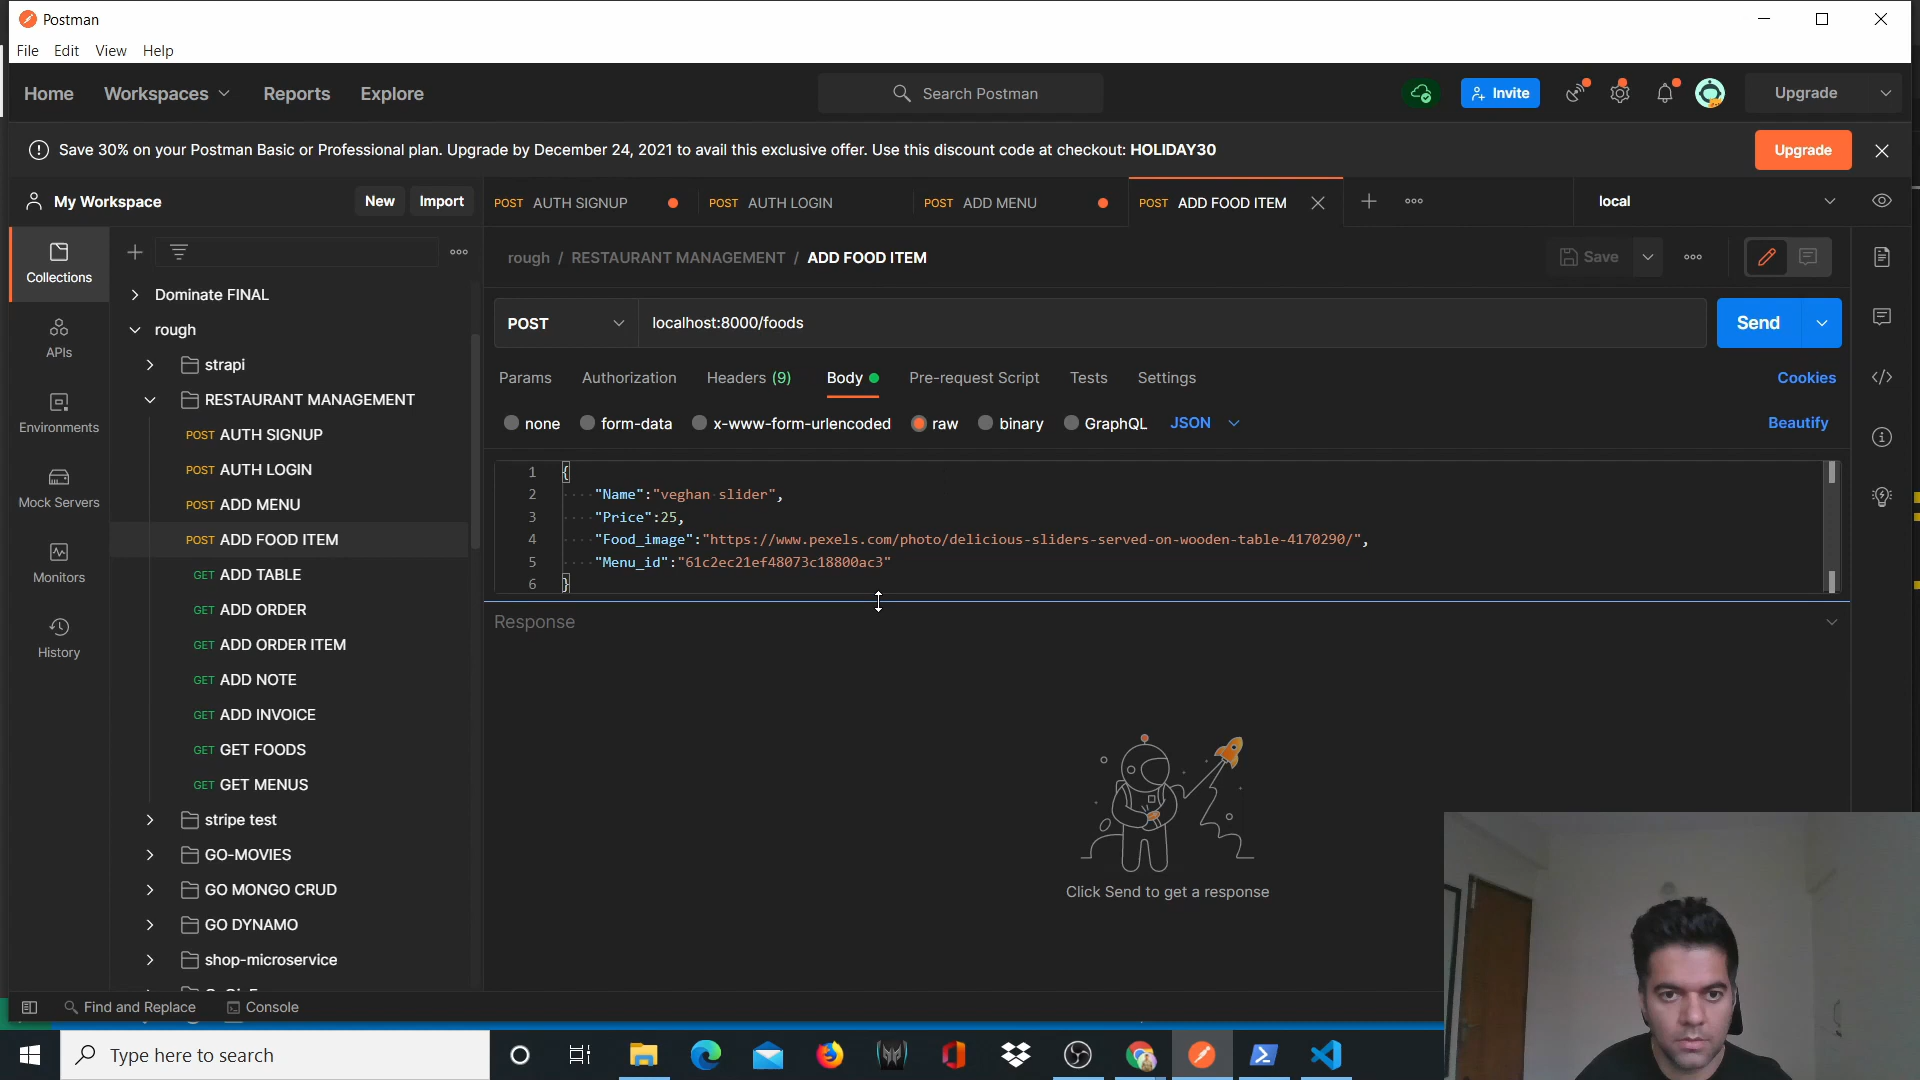 Postman
File Edit View Help
Home Workspaces Reports Explore Search Postman Invite Upgrade
Save 30% on your Postman Basic or Professional plan. Upgrade by December 24, 2021 to avail this exclusive offer. Use this discount code at checkout: HOLIDAY30 Upgrade
My Workspace New Import POST AUTH SIGNUP POST AUTH LOGIN POST ADD MENU POST ADD FOOD ITEM local
rough / RESTAURANT MANAGEMENT / ADD FOOD ITEM Save
POST localhost:8000/foods Send
Params Authorization Headers (9) Body Pre-request Script Tests Settings Cookies
none form-data x-www-form-urlencoded raw binary GraphQL JSON Beautify
1 {
2 "Name":"veghan slider",
3 "Price":25,
4 "Food_image":"https://www.pexels.com/photo/delicious-sliders-served-on-wooden-table-4170290/",
5 "Menu_id":"61c2ec21ef48073c18800ac3"
6 }
Response
Click Send to get a response
Collections
APIs
Environments
Mock Servers
Monitors
History
Dominate FINAL
rough
strapi
RESTAURANT MANAGEMENT
POST AUTH SIGNUP
POST AUTH LOGIN
POST ADD MENU
POST ADD FOOD ITEM
GET ADD TABLE
GET ADD ORDER
GET ADD ORDER ITEM
GET ADD NOTE
GET ADD INVOICE
GET GET FOODS
GET GET MENUS
stripe test
GO-MOVIES
GO MONGO CRUD
GO DYNAMO
shop-microservice
Find and Replace Console
Type here to search